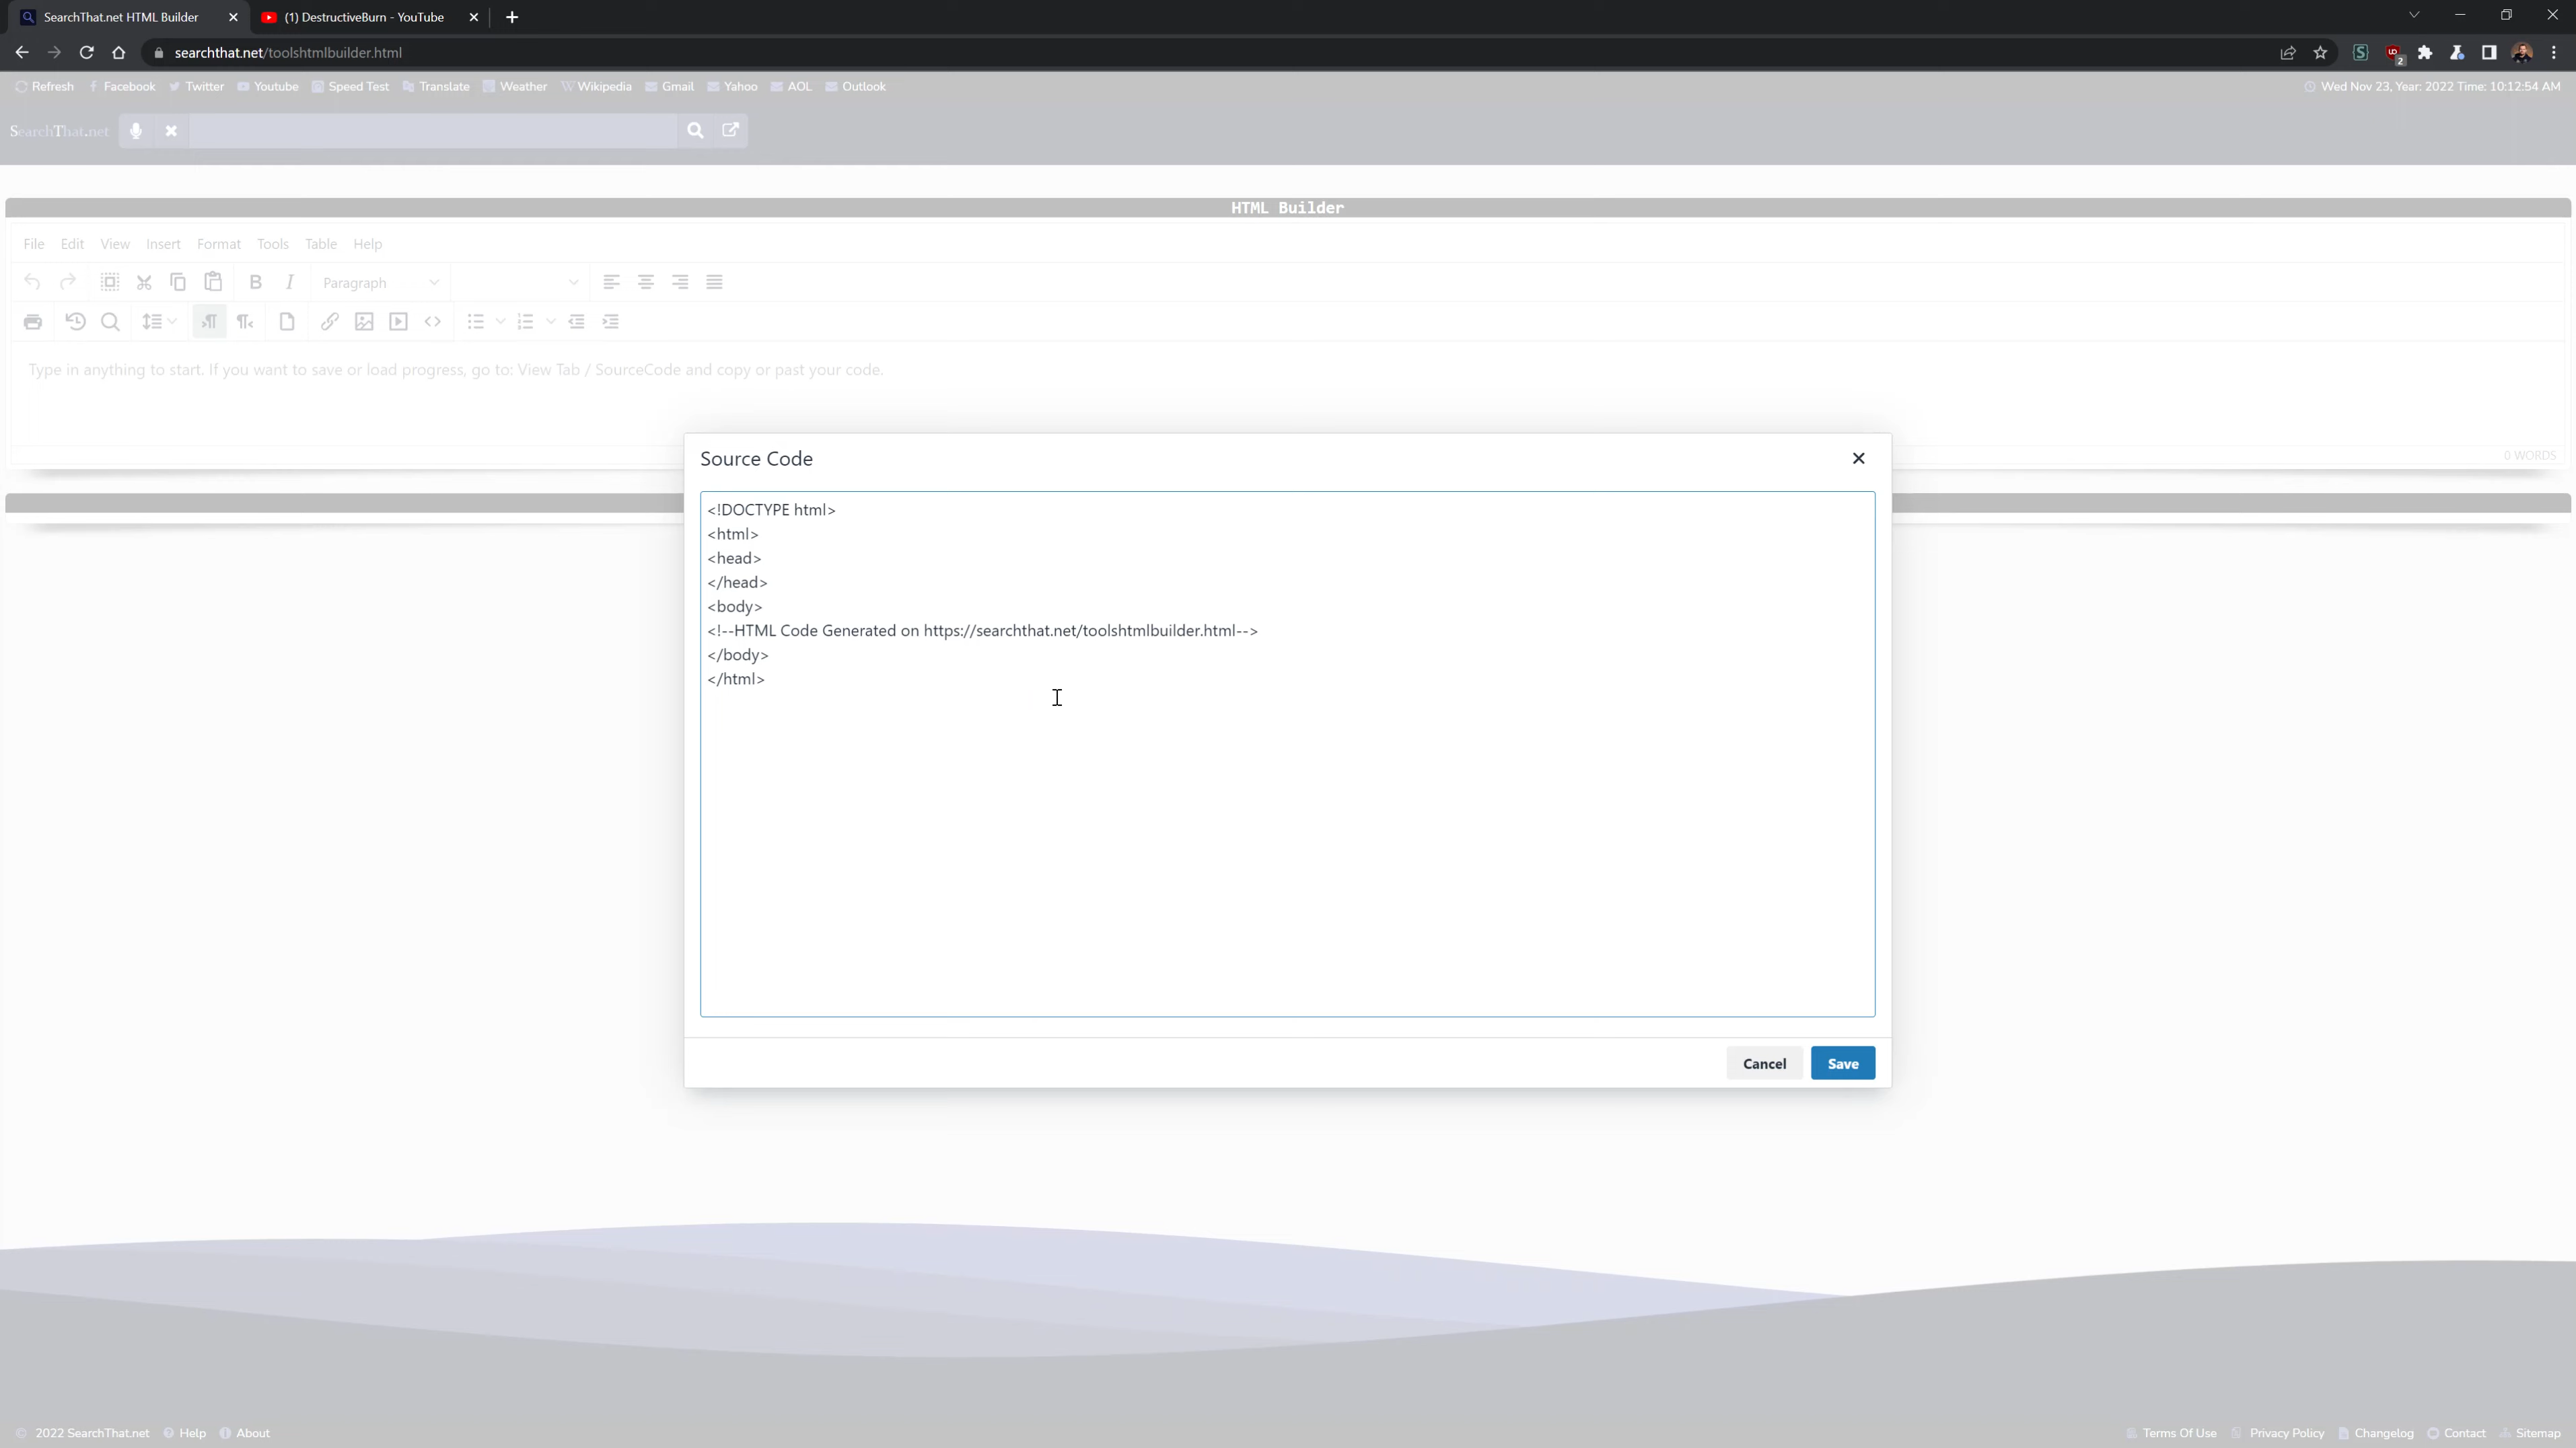 SearchThat.net HTML Builder
(1) DestructiveBurn - YouTube
searchthat.net/toolshtmlbuilder.html
2
Refresh Facebook Twitter Youtube Speed Test Translate Weather Wikipedia Gmail Yahoo AOL Outlook
Wed Nov 23, Year: 2022 Time: 10:12:54 AM
SearchThat.net
HTML Builder
File Edit View Insert Format Tools Table Help
B I Paragraph
Type in anything to start. If you want to save or load progress, go to: View Tab / SourceCode and copy or past your code.
0 WORDS
Source Code
<!DOCTYPE html>
<html>
<head>
</head>
<body>
<!--HTML Code Generated on https://searchthat.net/toolshtmlbuilder.html-->
</body>
</html>
Cancel Save
© 2022 SearchThat.net Help About
Terms Of Use Privacy Policy Changelog Contact Sitemap